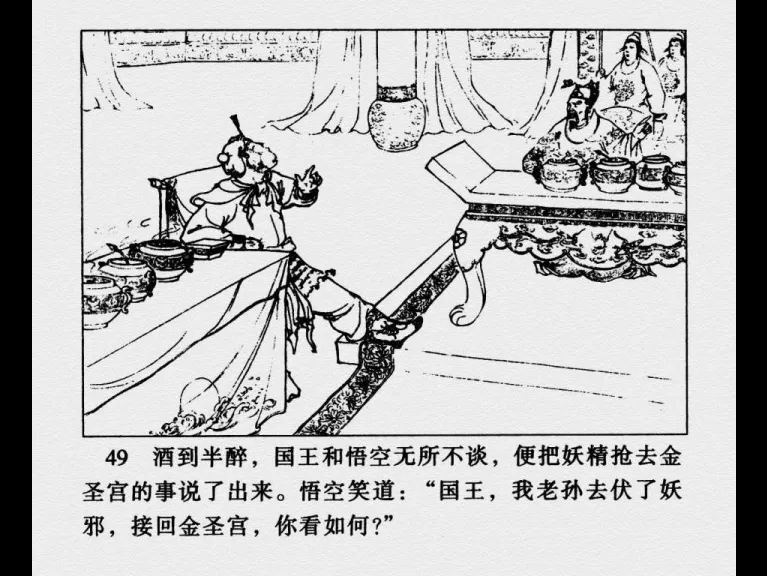 49 酒到半醉，国王和悟空无所不谈，便把妖精抢去金
圣宫的事说了出来。悟空笑道：“国王，我老孙去伏了妖
邪，接回金圣宫，你看如何？”